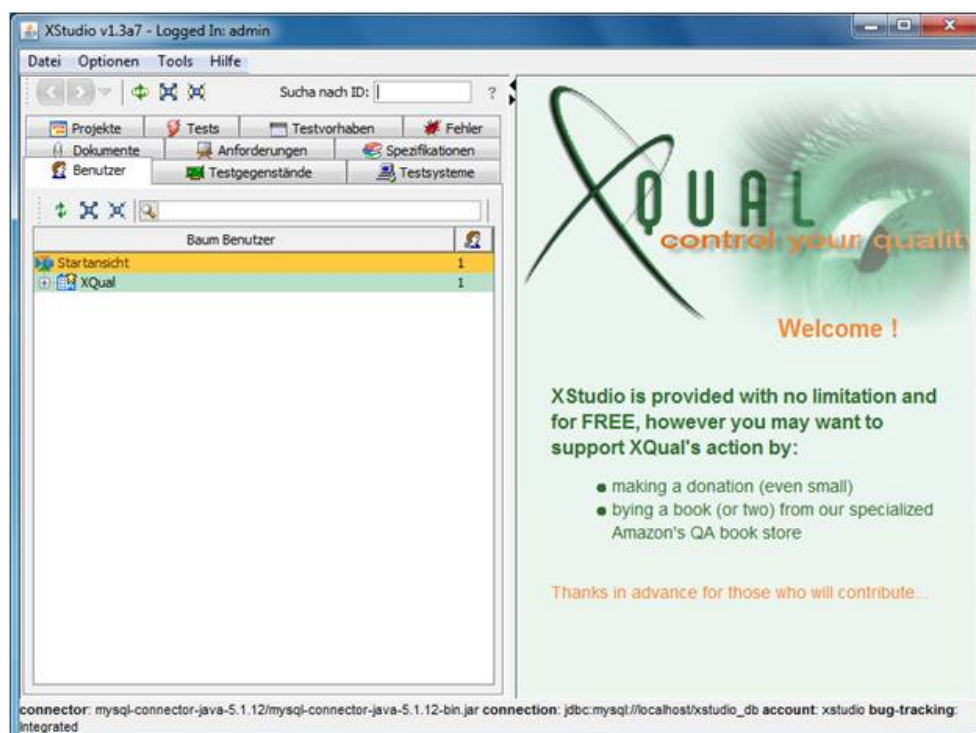 XStudio v1.3a7 - Logged In: admin
Datei Optionen Tools Hilfe
Sucha nach ID: ?
Projekte Tests Testvorhaben Fehler
Dokumente Anforderungen Spezifikationen
Benutzer Testgegenstände Testsysteme
Baum Benutzer
Startansicht 1
XQual 1
XQUAL
control your quality
Welcome !
XStudio is provided with no limitation and
for FREE, however you may want to
support XQual's action by:
making a donation (even small)
bying a book (or two) from our specialized
Amazon's QA book store
Thanks in advance for those who will contribute...
connector: mysql-connector-java-5.1.12/mysql-connector-java-5.1.12-bin.jar connection: jdbc:mysql://localhost/xstudio_db account: xstudio bug-tracking:
integrated